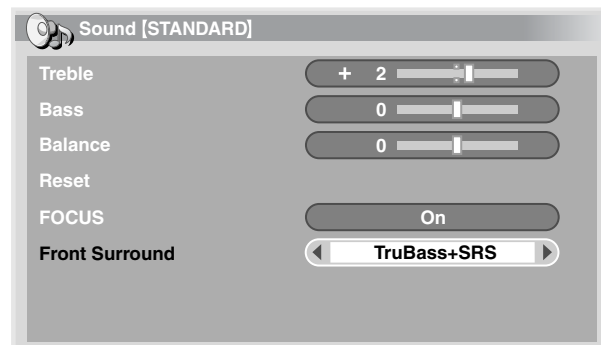 Sound [STANDARD]
Treble + 2
Bass 0
Balance 0
Reset
FOCUS On
Front Surround TruBass+SRS